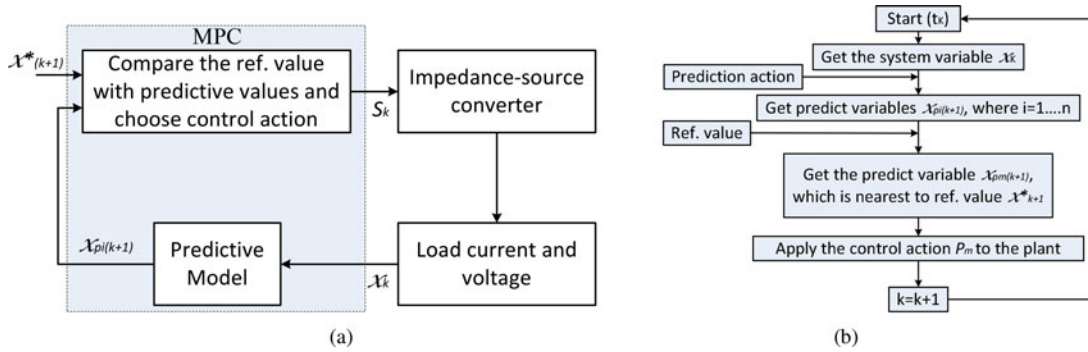 MPC
X*(k+1)
Compare the ref. value
with predictive values and
choose control action
Sk
Impedance-source
converter
Xpi(k+1)
Predictive
Model
Xk
Load current and
voltage
(a)
Start (tk)
Get the system variable Xk
Prediction action
Get predict variables Xpi(k+1), where i=1....n
Ref. value
Get the predict variable Xpm(k+1),
which is nearest to ref. value X*k+1
Apply the control action Pm to the plant
k=k+1
(b)